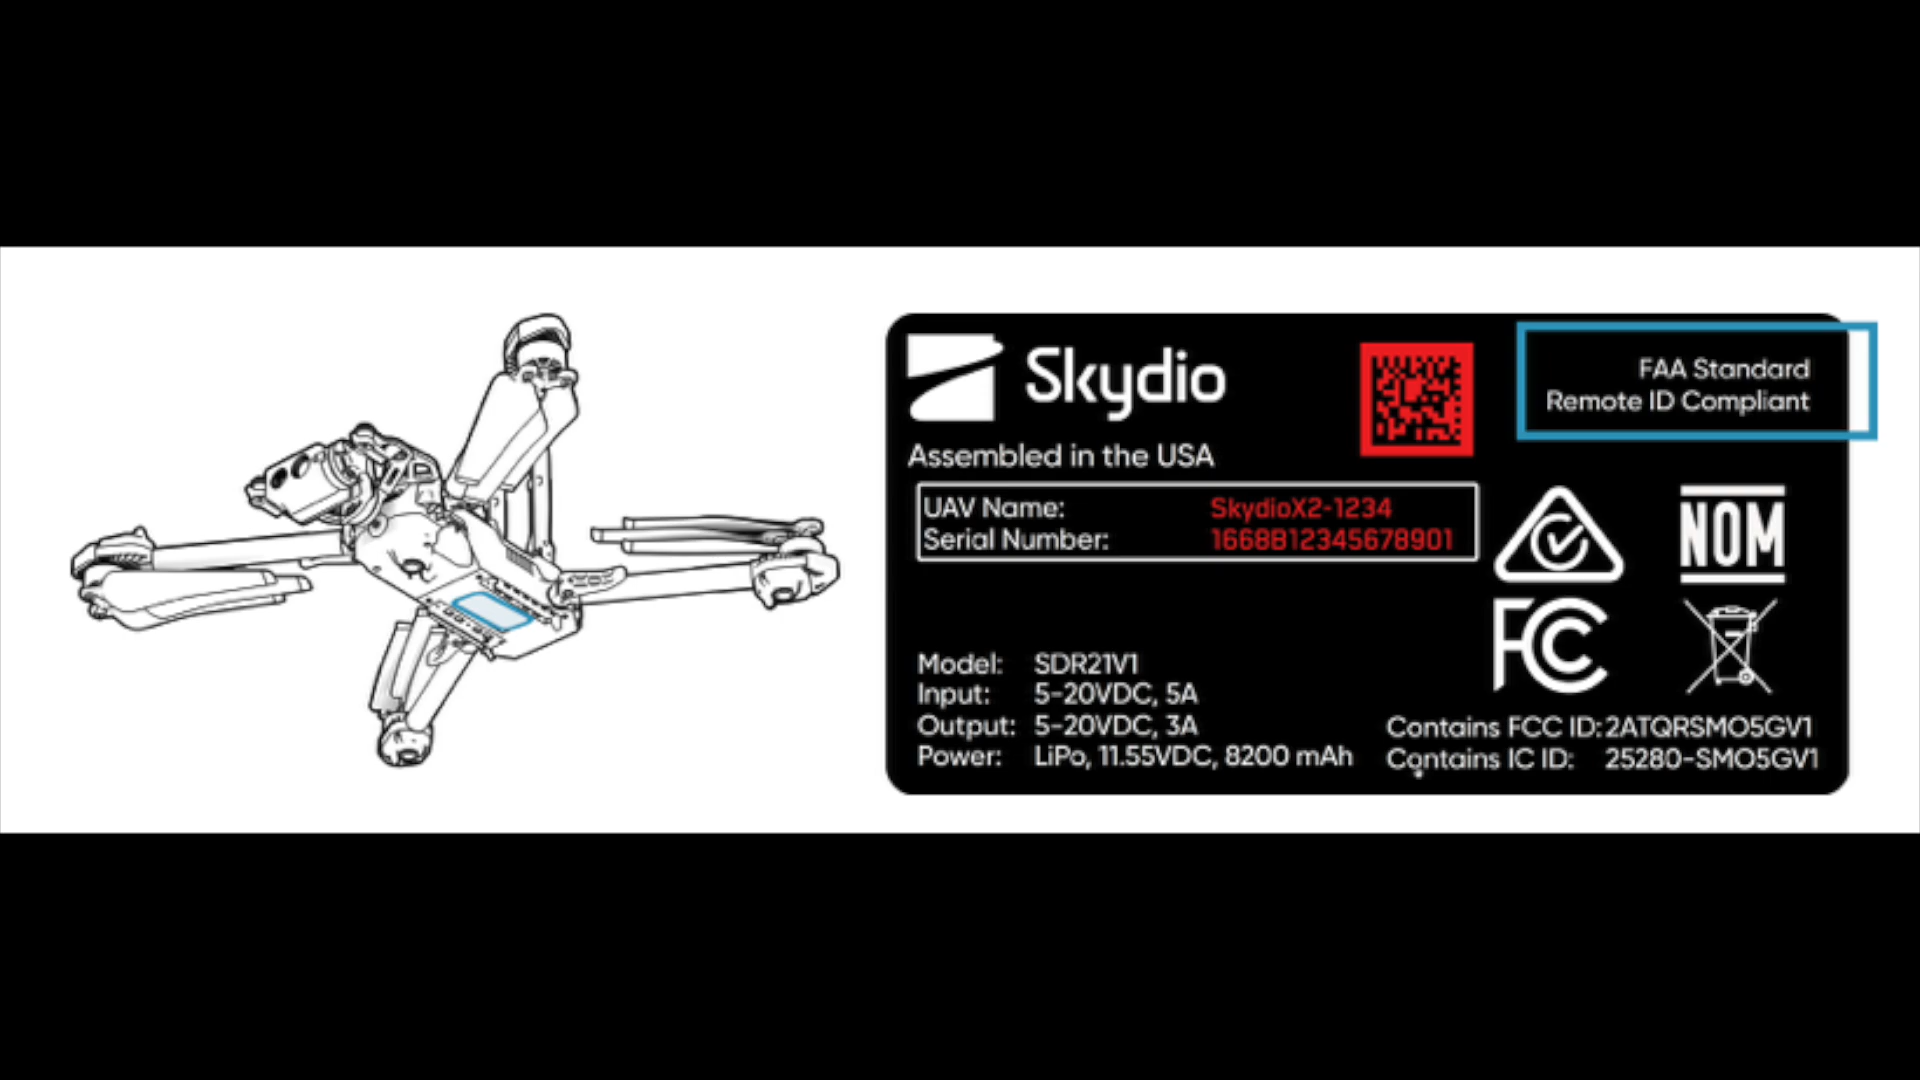 Skydio
FAA Standard
Remote ID Compliant
Assembled in the USA
UAV Name: SkydioX2-1234
Serial Number: 1668B12345678901
NOM
FC
Model: SDR21V1
Input: 5-20VDC, 5A
Output: 5-20VDC, 3A
Power: LiPo, 11.55VDC, 8200 mAh
Contains FCC ID: 2ATQRSMO5GV1
Contains IC ID: 25280-SMO5GV1